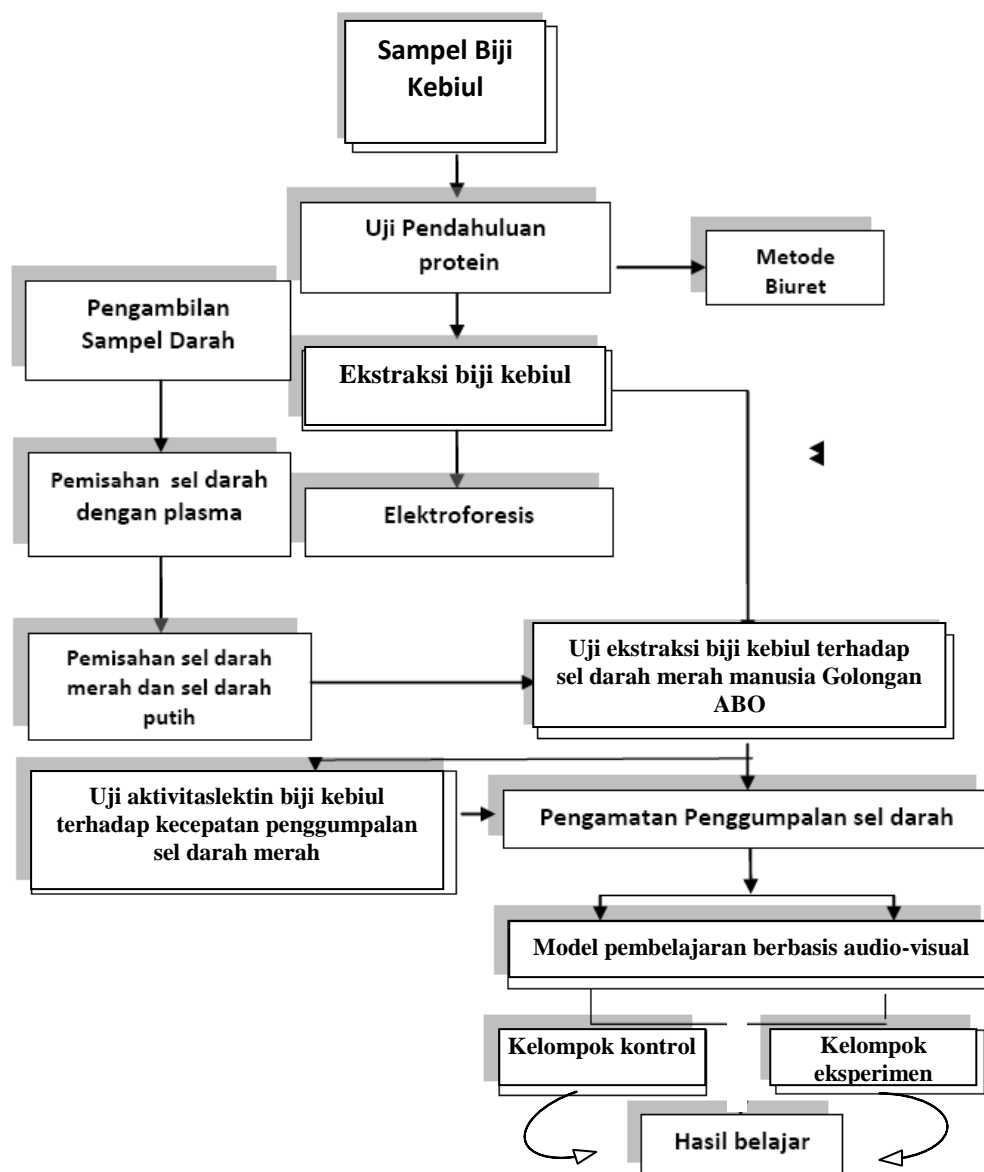 Sampel Biji
Kebiul
Uji Pendahuluan
protein
Metode
Biuret
Pengambilan
Sampel Darah
Ekstraksi biji kebiul
Pemisahan sel darah
dengan plasma
Elektroforesis
Pemisahan sel darah
merah dan sel darah
putih
Uji ekstraksi biji kebiul terhadap
sel darah merah manusia Golongan
ABO
Uji aktivitaslektin biji kebiul
terhadap kecepatan penggumpalan
sel darah merah
Pengamatan Penggumpalan sel darah
Model pembelajaran berbasis audio-visual
Kelompok kontrol
Kelompok
eksperimen
Hasil belajar